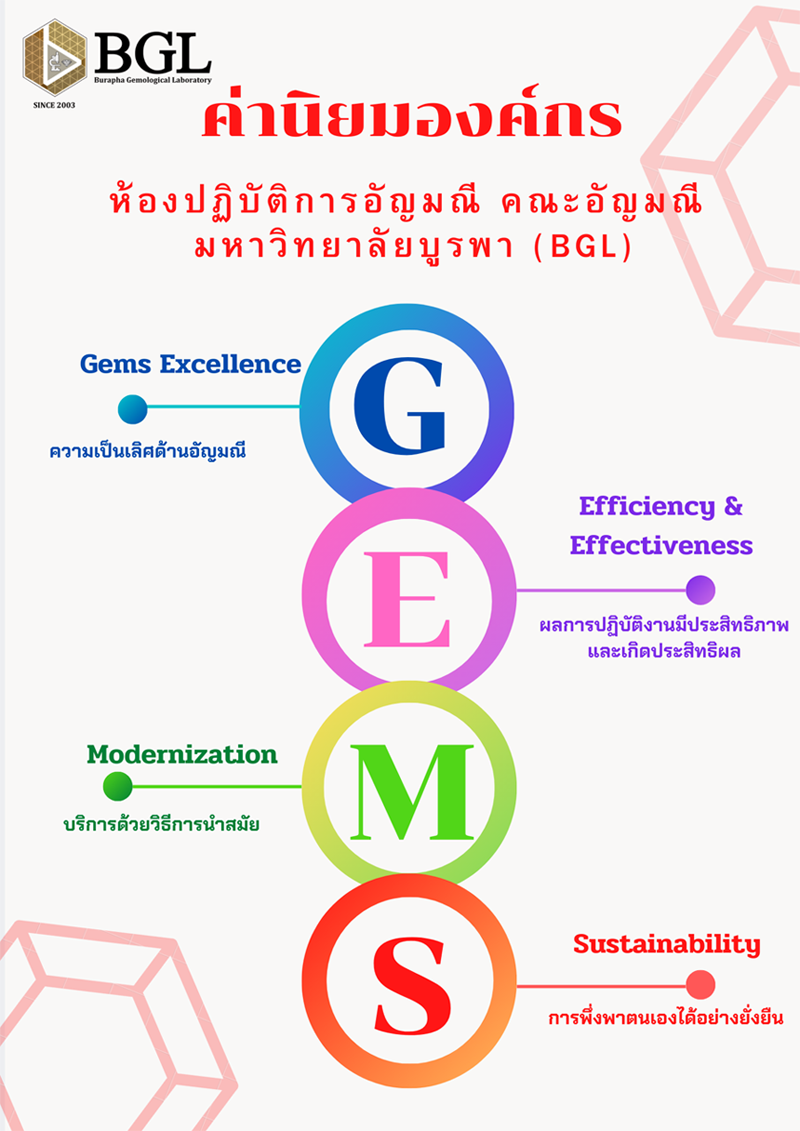 BGL
Burapha Gemological Laboratory
SINCE 2003
ค่านิยมองค์กร
ห้องปฏิบัติการอัญมณี คณะอัญมณี
มหาวิทยาลัยบูรพา (BGL)
Gems Excellence
G
ความเป็นเลิศด้านอัญมณี
Efficiency &
Effectiveness
E
ผลการปฏิบัติงานมีประสิทธิภาพ
และเกิดประสิทธิผล
Modernization
M
บริการด้วยวิธีการนำสมัย
Sustainability
S
การพึ่งพาตนเองได้อย่างยั่งยืน